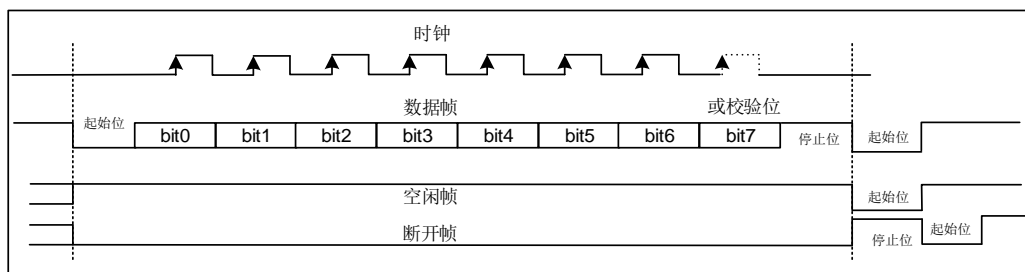 时钟
数据帧
或校验位
起始位 bit0 bit1 bit2 bit3 bit4 bit5 bit6 bit7 停止位 起始位
空闲帧 起始位
断开帧 停止位 起始位